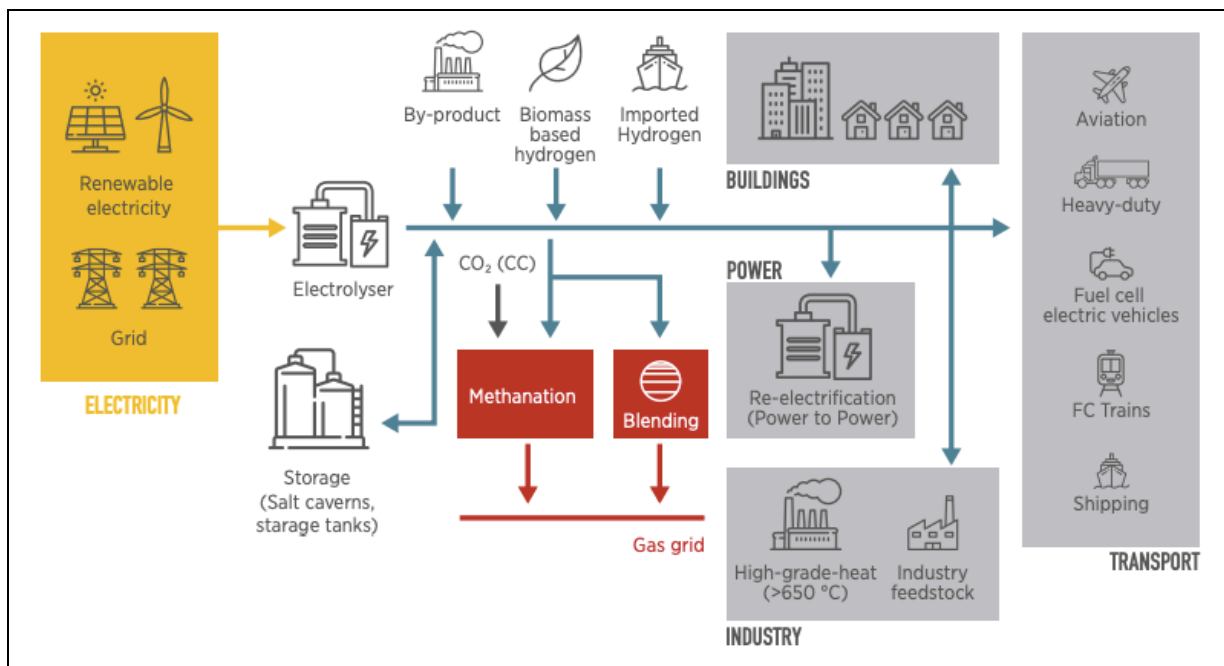 Renewable
electricity
Grid
ELECTRICITY
Electrolyser
Storage
(Salt caverns,
starage tanks)
By-product
Biomass
based
hydrogen
Imported
Hydrogen
CO₂ (CC)
Methanation
Blending
Gas grid
BUILDINGS
POWER
Re-electrification
(Power to Power)
High-grade-heat
(>650 °C)
Industry
feedstock
INDUSTRY
Aviation
Heavy-duty
Fuel cell
electric vehicles
FC Trains
Shipping
TRANSPORT